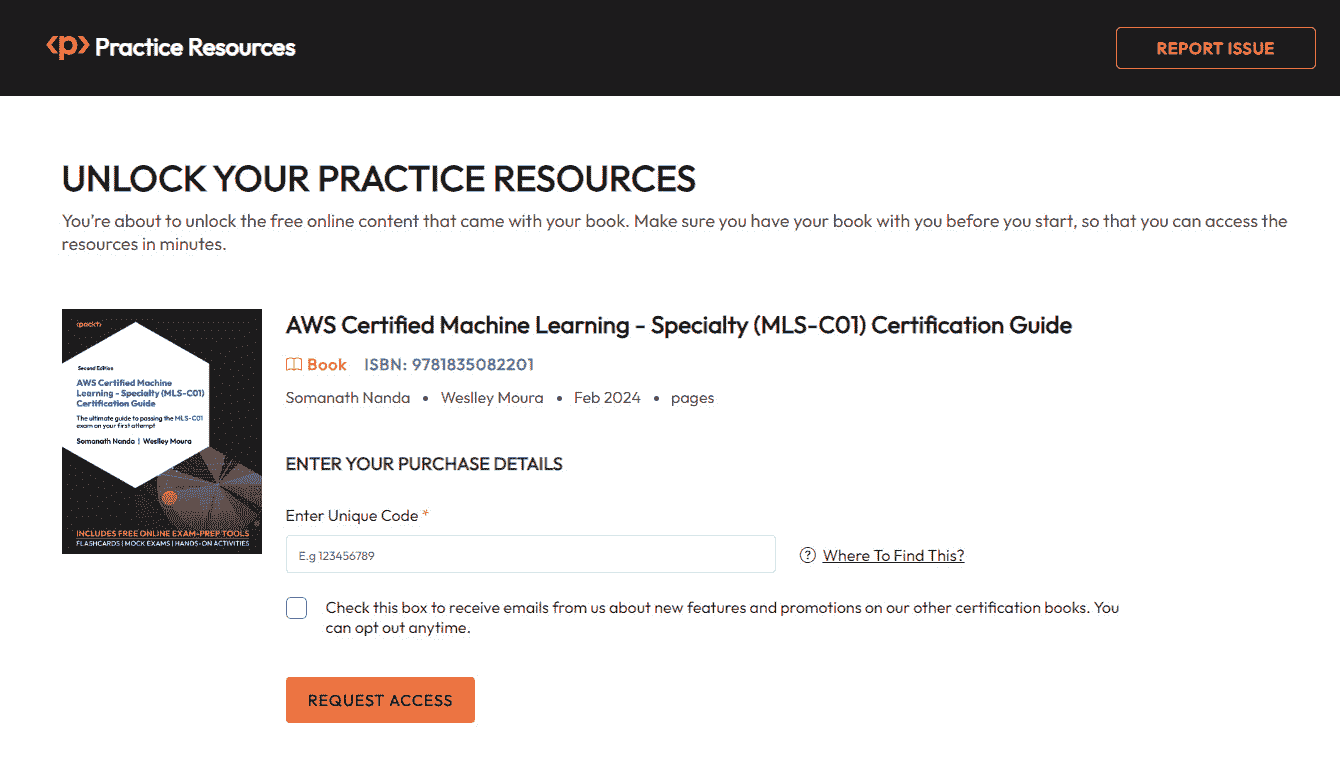 <p> Practice Resources
REPORT ISSUE
UNLOCK YOUR PRACTICE RESOURCES
You're about to unlock the free online content that came with your book. Make sure you have your book with you before you start, so that you can access the
resources in minutes.
<packt>
Second Edition
AWS Certified Machine
Learning - Specialty (MLS-C01)
Certification Guide
The ultimate guide to passing the MLS-C01
exam on your first attempt
Somanath Nanda | Weslley Moura
INCLUDES FREE ONLINE EXAM-PREP TOOLS
FLASHCARDS | MOCK EXAMS | HANDS-ON ACTIVITIES
AWS Certified Machine Learning - Specialty (MLS-C01) Certification Guide
Book ISBN: 9781835082201
Somanath Nanda • Weslley Moura • Feb 2024 • pages
ENTER YOUR PURCHASE DETAILS
Enter Unique Code *
E.g 123456789
? Where To Find This?
Check this box to receive emails from us about new features and promotions on our other certification books. You
can opt out anytime.
REQUEST ACCESS